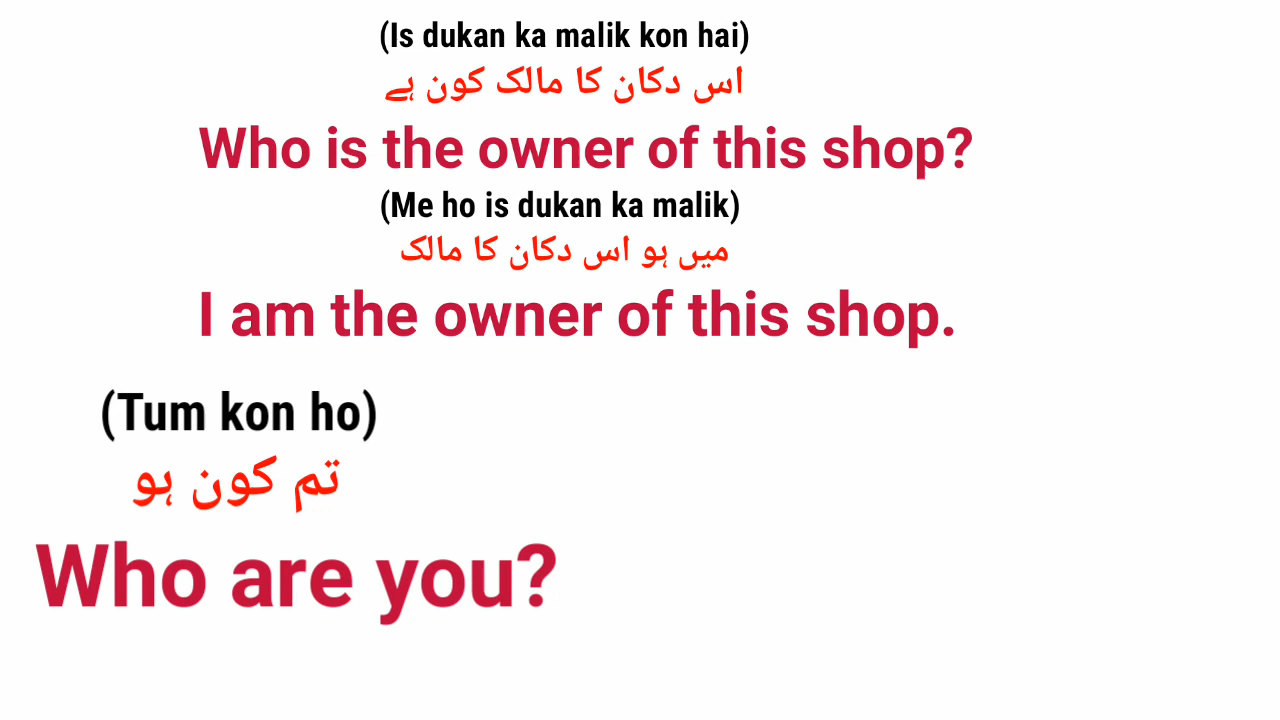 (Is dukan ka malik kon hai)
اس دکان کا مالک کون ہے
Who is the owner of this shop?
(Me ho is dukan ka malik)
میں ہو اس دکان کا مالک
I am the owner of this shop.
(Tum kon ho)
تم کون ہو
Who are you?